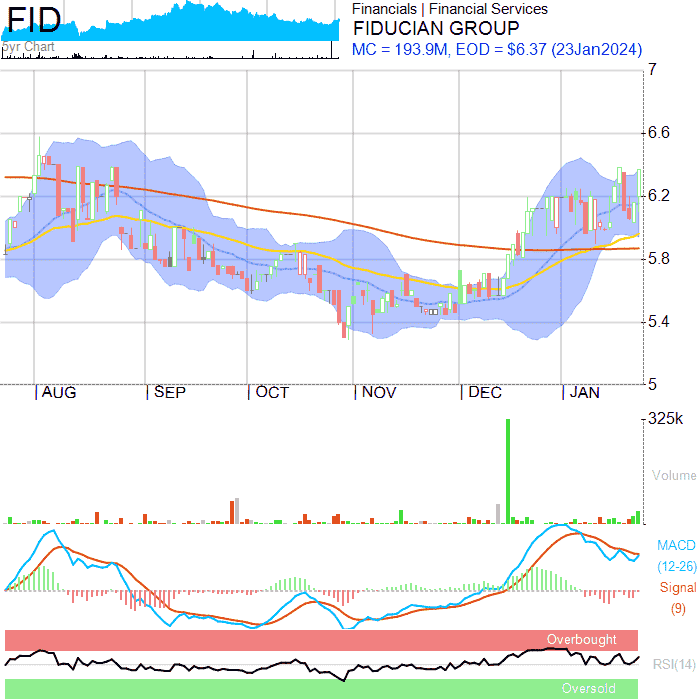 FID
5yr Chart
Financials | Financial Services
FIDUCIAN GROUP
MC = 193.9M, EOD = $6.37 (23Jan2024)
7
6.6
6.2
5.8
5.4
5
AUG SEP OCT NOV DEC JAN
325k
Volume
MACD
(12-26)
Signal
(9)
Overbought
RSI(14)
Oversold